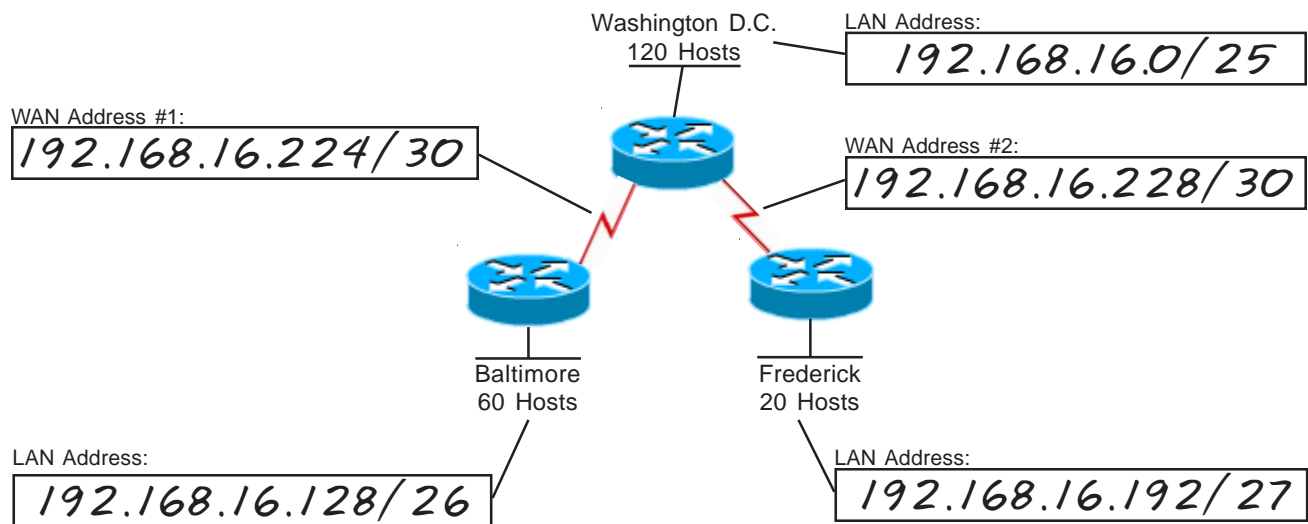 Washington D.C.
120 Hosts
LAN Address:
192.168.16.0/25
WAN Address #1:
192.168.16.224/30
WAN Address #2:
192.168.16.228/30
Baltimore
60 Hosts
Frederick
20 Hosts
LAN Address:
192.168.16.128/26
LAN Address:
192.168.16.192/27